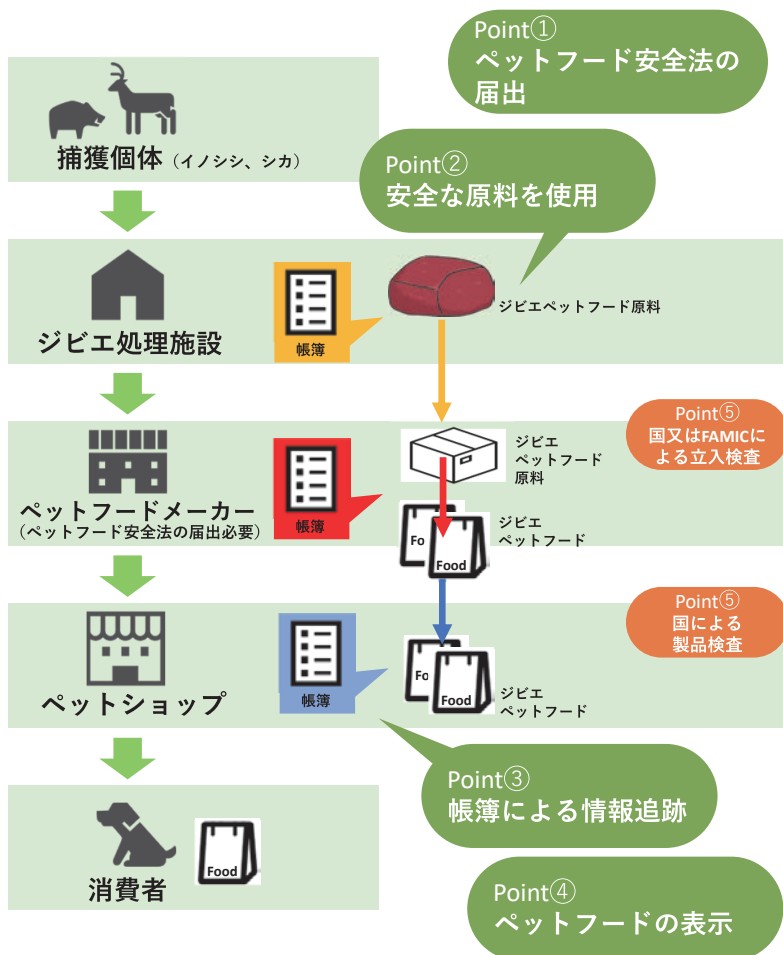 Point①
ペットフード安全法の
届出
捕獲個体（イノシシ、シカ）
Point②
安全な原料を使用
ジビエペットフード原料
ジビエ処理施設
帳簿
Point⑤
国又はFAMICに
よる立入検査
ジビエ
ペットフード
原料
ペットフードメーカー
（ペットフード安全法の届出必要）
帳簿
ジビエ
ペットフード
Fo
Food
Point⑤
国による
製品検査
ペットショップ
帳簿
Fo
Food
ジビエ
ペットフード
Point③
帳簿による情報追跡
Food
消費者
Point④
ペットフードの表示